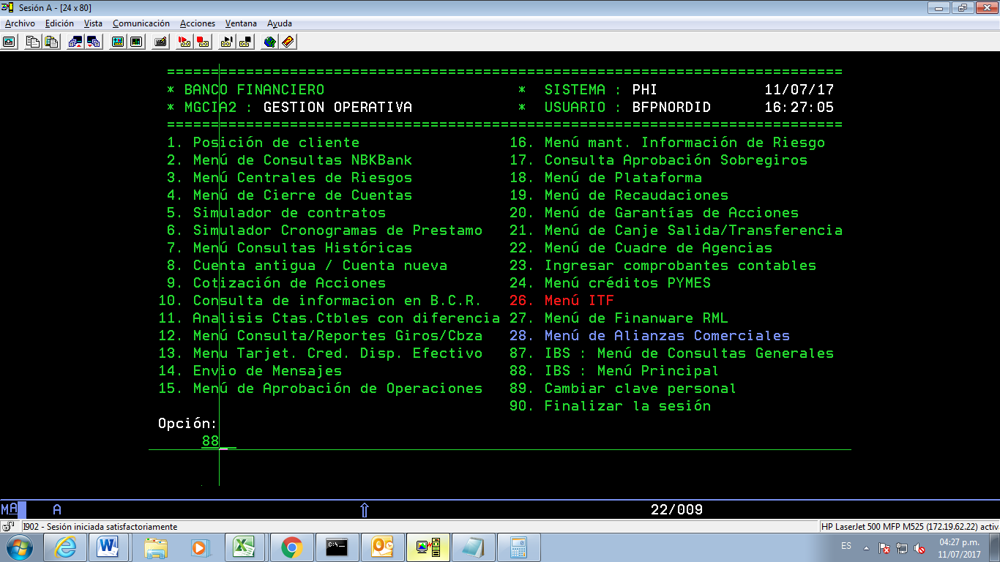 Sesión A - [24 x 80]
Archivo Edición Vista Comunicación Acciones Ventana Ayuda
===========================================================================
* BANCO FINANCIERO * SISTEMA : PHI 11/07/17
* MGCIA2 : GESTION OPERATIVA * USUARIO : BFPNORDID 16:27:05
===========================================================================
1. Posición de cliente 16. Menú mant. Información de Riesgo
2. Menú de Consultas NBKBank 17. Consulta Aprobación Sobregiros
3. Menú Centrales de Riesgos 18. Menú de Plataforma
4. Menú de Cierre de Cuentas 19. Menú de Recaudaciones
5. Simulador de contratos 20. Menú de Garantías de Acciones
6. Simulador Cronogramas de Prestamo 21. Menú de Canje Salida/Transferencia
7. Menú Consultas Históricas 22. Menú de Cuadre de Agencias
8. Cuenta antigua / Cuenta nueva 23. Ingresar comprobantes contables
9. Cotización de Acciones 24. Menú créditos PYMES
10. Consulta de informacion en B.C.R. 26. Menú ITF
11. Analisis Ctas.Ctbles con diferencia 27. Menú de Finanware RML
12. Menú Consulta/Reportes Giros/Cbza 28. Menú de Alianzas Comerciales
13. Menu Tarjet. Cred. Disp. Efectivo 87. IBS : Menú de Consultas Generales
14. Envio de Mensajes 88. IBS : Menú Principal
15. Menú de Aprobación de Operaciones 89. Cambiar clave personal
90. Finalizar la sesión
Opción:
88
MA A 22/009
I902 - Sesión iniciada satisfactoriamente HP LaserJet 500 MFP M525 (172.19.62.22) activ
ES 04:27 p.m.
11/07/2017